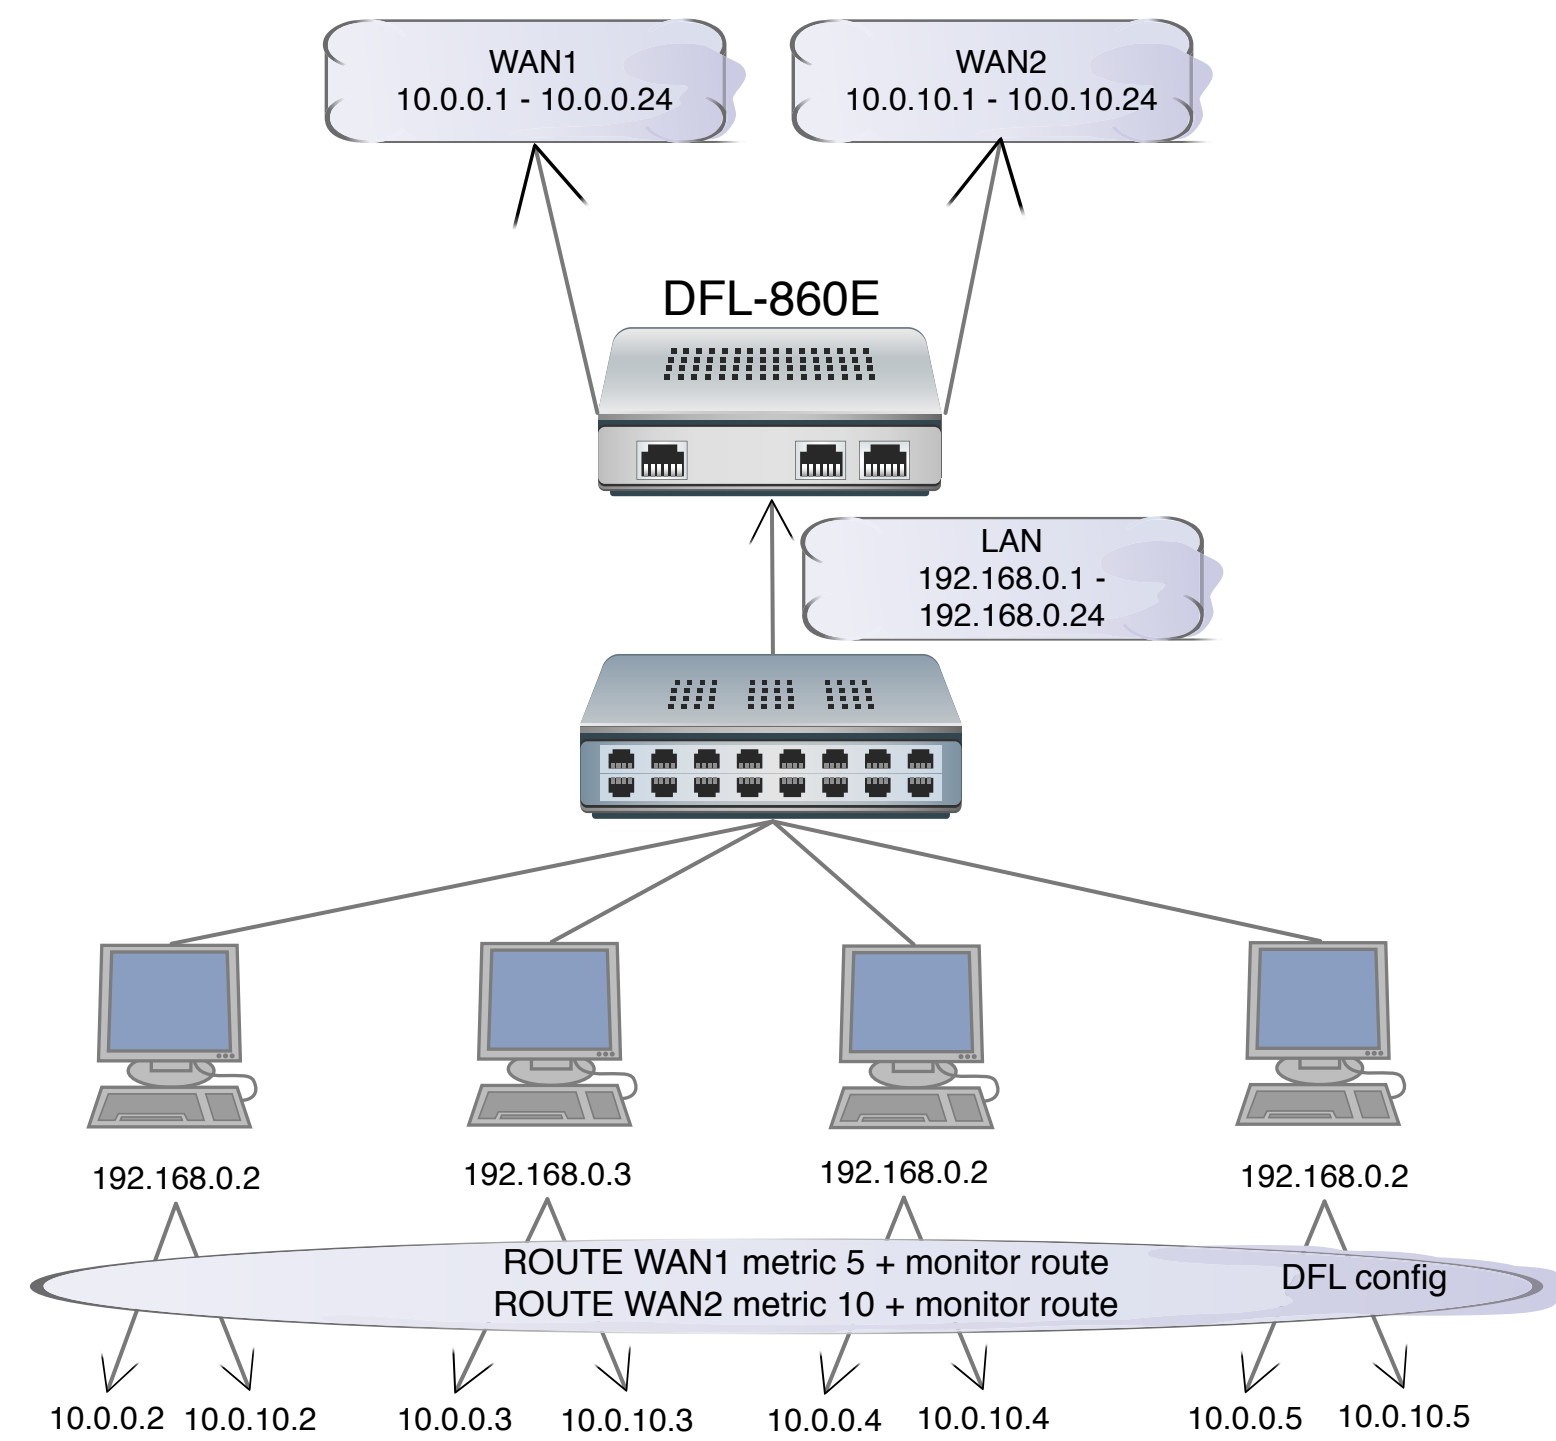 WAN1
10.0.0.1 - 10.0.0.24
WAN2
10.0.10.1 - 10.0.10.24
DFL-860E
LAN
192.168.0.1 -
192.168.0.24
192.168.0.2
192.168.0.3
192.168.0.2
192.168.0.2
ROUTE WAN1 metric 5 + monitor route
ROUTE WAN2 metric 10 + monitor route
DFL config
10.0.0.2
10.0.10.2
10.0.0.3
10.0.10.3
10.0.0.4
10.0.10.4
10.0.0.5
10.0.10.5